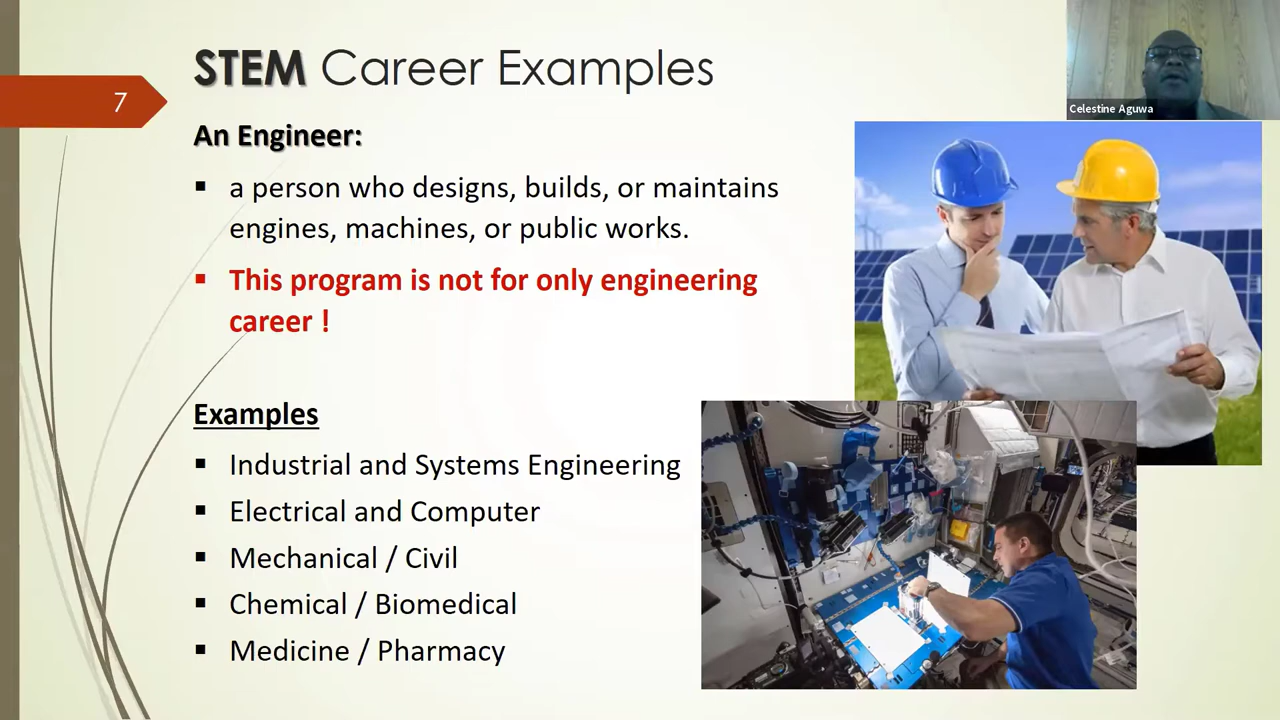 STEM Career Examples
7
Celestine Aguwa
An Engineer:
a person who designs, builds, or maintains
engines, machines, or public works.
This program is not for only engineering
career !
Examples
Industrial and Systems Engineering
Electrical and Computer
Mechanical / Civil
Chemical / Biomedical
Medicine / Pharmacy